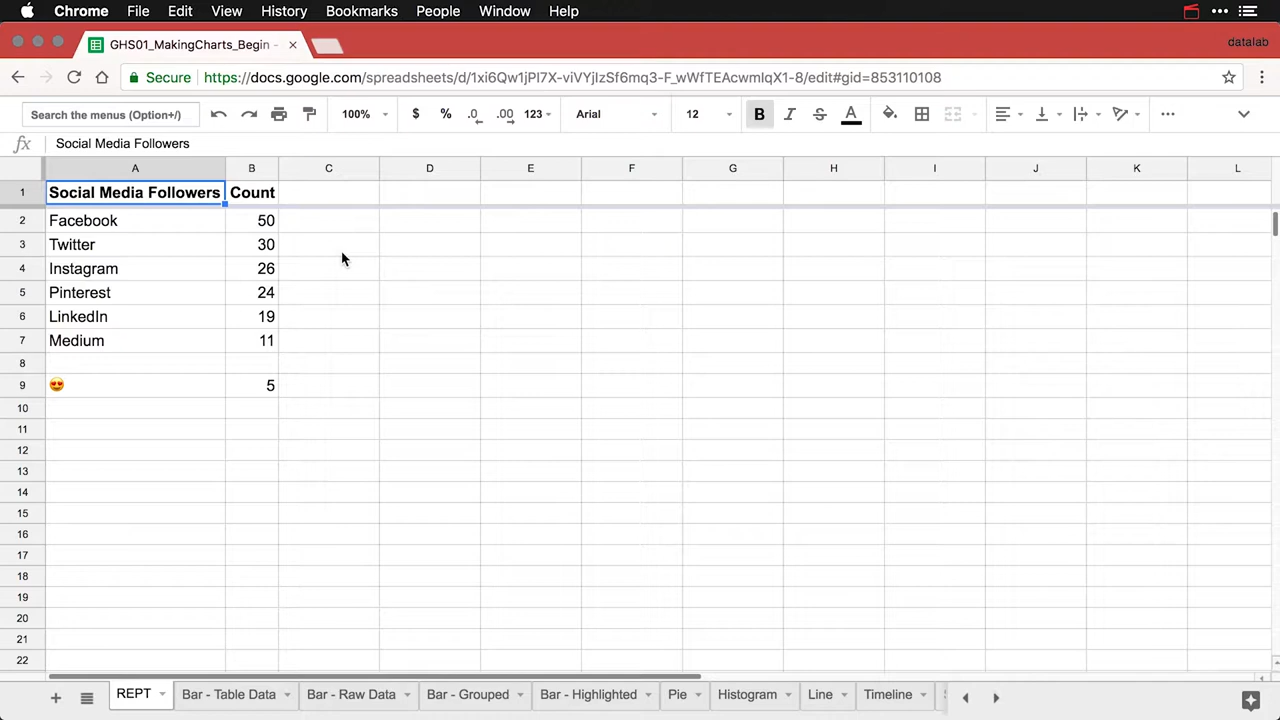 Chrome File Edit View History Bookmarks People Window Help
GHS01_MakingCharts_Begin -
datalab
Secure https://docs.google.com/spreadsheets/d/1xi6Qw1jPI7X-viVYjIzSf6mq3-F_wWfTEAcwmIqX1-8/edit#gid=853110108
Search the menus (Option+/) 100% $ % .0 .00 123 Arial 12 B I S A
fx Social Media Followers
A B C D E F G H I J K L
1 Social Media Followers Count
2 Facebook 50
3 Twitter 30
4 Instagram 26
5 Pinterest 24
6 LinkedIn 19
7 Medium 11
8
9 😍 5
10
11
12
13
14
15
16
17
18
19
20
21
22
REPT Bar - Table Data Bar - Raw Data Bar - Grouped Bar - Highlighted Pie Histogram Line Timeline